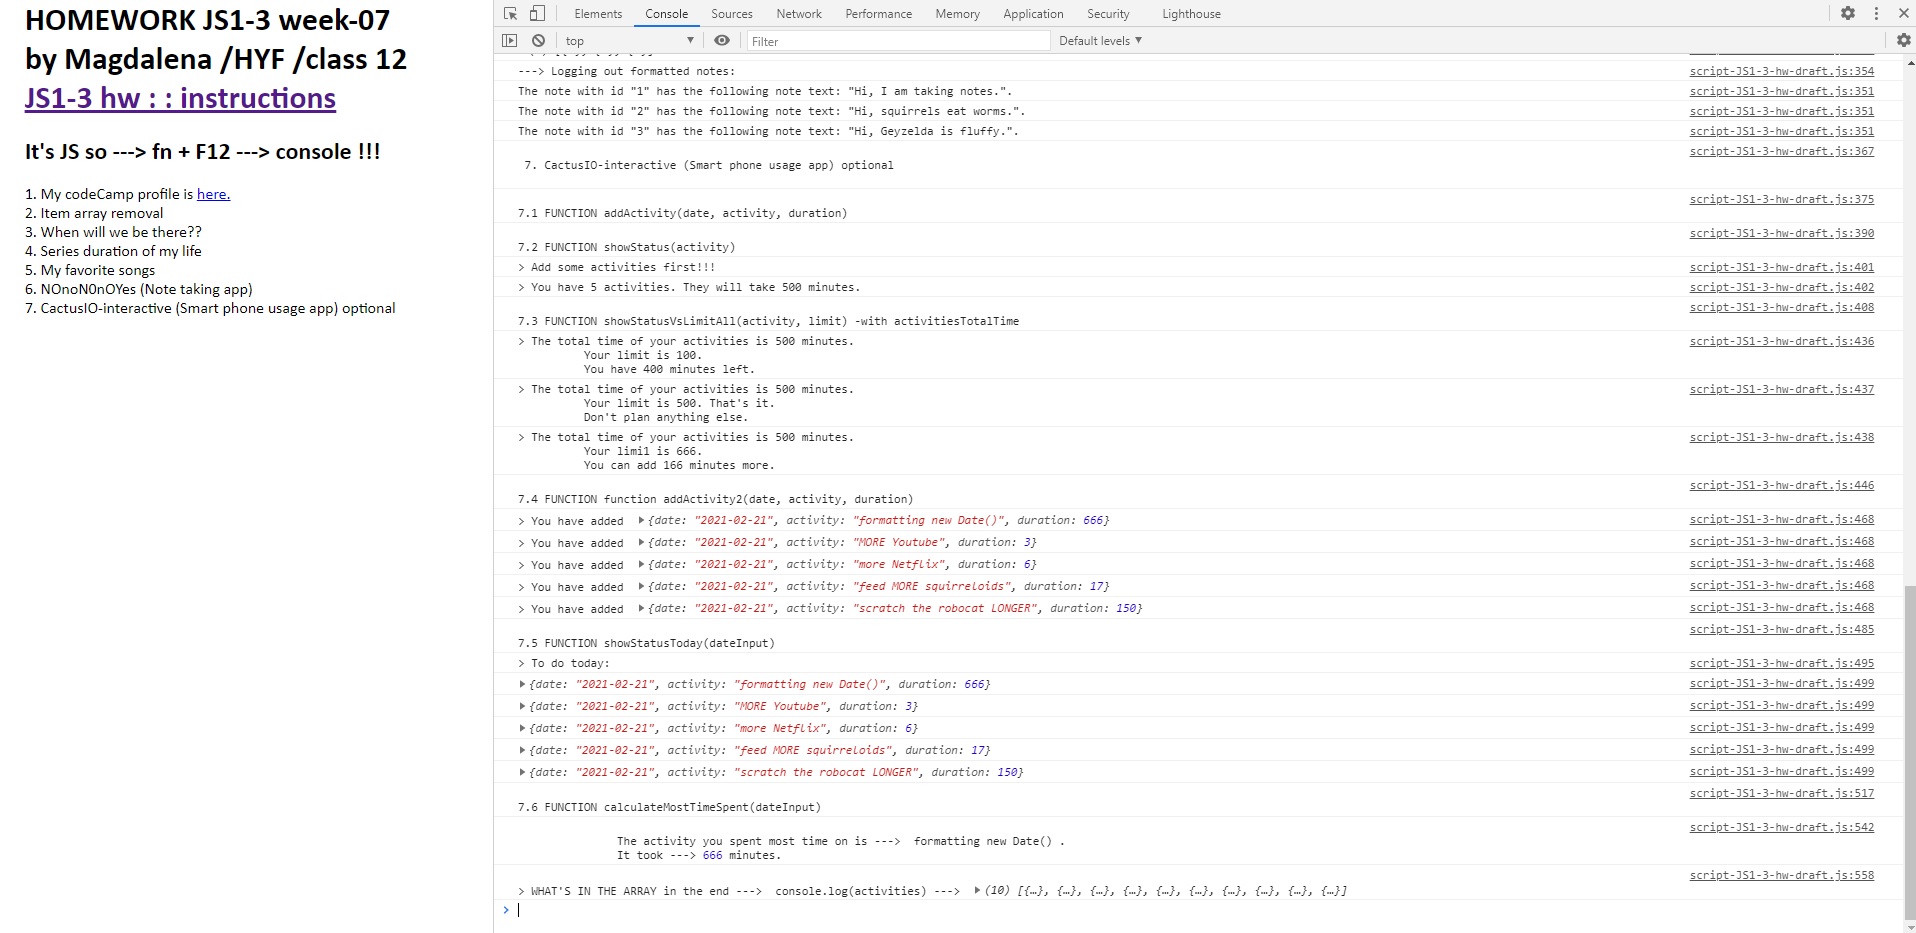 HOMEWORK JS1-3 week-07
by Magdalena /HYF /class 12
JS1-3 hw : : instructions
It's JS so ---> fn + F12 ---> console !!!
1. My codeCamp profile is here.
2. Item array removal
3. When will we be there??
4. Series duration of my life
5. My favorite songs
6. NOnoN0nOYes (Note taking app)
7. CactusIO-interactive (Smart phone usage app) optional
Elements Console Sources Network Performance Memory Application Security Lighthouse
top Filter Default levels
---> Logging out formatted notes: script-JS1-3-hw-draft.js:354
The note with id "1" has the following note text: "Hi, I am taking notes.". script-JS1-3-hw-draft.js:351
The note with id "2" has the following note text: "Hi, squirrels eat worms.". script-JS1-3-hw-draft.js:351
The note with id "3" has the following note text: "Hi, Geyzelda is fluffy.". script-JS1-3-hw-draft.js:351
script-JS1-3-hw-draft.js:367
7. CactusIO-interactive (Smart phone usage app) optional
script-JS1-3-hw-draft.js:375
7.1 FUNCTION addActivity(date, activity, duration)
script-JS1-3-hw-draft.js:390
7.2 FUNCTION showStatus(activity)
> Add some activities first!!! script-JS1-3-hw-draft.js:401
> You have 5 activities. They will take 500 minutes. script-JS1-3-hw-draft.js:402
script-JS1-3-hw-draft.js:408
7.3 FUNCTION showStatusVsLimitAll(activity, limit) -with activitiesTotalTime
> The total time of your activities is 500 minutes. script-JS1-3-hw-draft.js:436
Your limit is 100.
You have 400 minutes left.
> The total time of your activities is 500 minutes. script-JS1-3-hw-draft.js:437
Your limit is 500. That's it.
Don't plan anything else.
> The total time of your activities is 500 minutes. script-JS1-3-hw-draft.js:438
Your limi1 is 666.
You can add 166 minutes more.
script-JS1-3-hw-draft.js:446
7.4 FUNCTION function addActivity2(date, activity, duration)
> You have added {date: "2021-02-21", activity: "formatting new Date()", duration: 666} script-JS1-3-hw-draft.js:468
> You have added {date: "2021-02-21", activity: "MORE Youtube", duration: 3} script-JS1-3-hw-draft.js:468
> You have added {date: "2021-02-21", activity: "more Netflix", duration: 6} script-JS1-3-hw-draft.js:468
> You have added {date: "2021-02-21", activity: "feed MORE squirreloids", duration: 17} script-JS1-3-hw-draft.js:468
> You have added {date: "2021-02-21", activity: "scratch the robocat LONGER", duration: 150} script-JS1-3-hw-draft.js:468
script-JS1-3-hw-draft.js:485
7.5 FUNCTION showStatusToday(dateInput)
> To do today: script-JS1-3-hw-draft.js:495
{date: "2021-02-21", activity: "formatting new Date()", duration: 666} script-JS1-3-hw-draft.js:499
{date: "2021-02-21", activity: "MORE Youtube", duration: 3} script-JS1-3-hw-draft.js:499
{date: "2021-02-21", activity: "more Netflix", duration: 6} script-JS1-3-hw-draft.js:499
{date: "2021-02-21", activity: "feed MORE squirreloids", duration: 17} script-JS1-3-hw-draft.js:499
{date: "2021-02-21", activity: "scratch the robocat LONGER", duration: 150} script-JS1-3-hw-draft.js:499
script-JS1-3-hw-draft.js:517
7.6 FUNCTION calculateMostTimeSpent(dateInput)
script-JS1-3-hw-draft.js:542
The activity you spent most time on is ---> formatting new Date() .
It took ---> 666 minutes.
script-JS1-3-hw-draft.js:558
> WHAT'S IN THE ARRAY in the end ---> console.log(activities) ---> (10) [{…}, {…}, {…}, {…}, {…}, {…}, {…}, {…}, {…}, {…}]
>